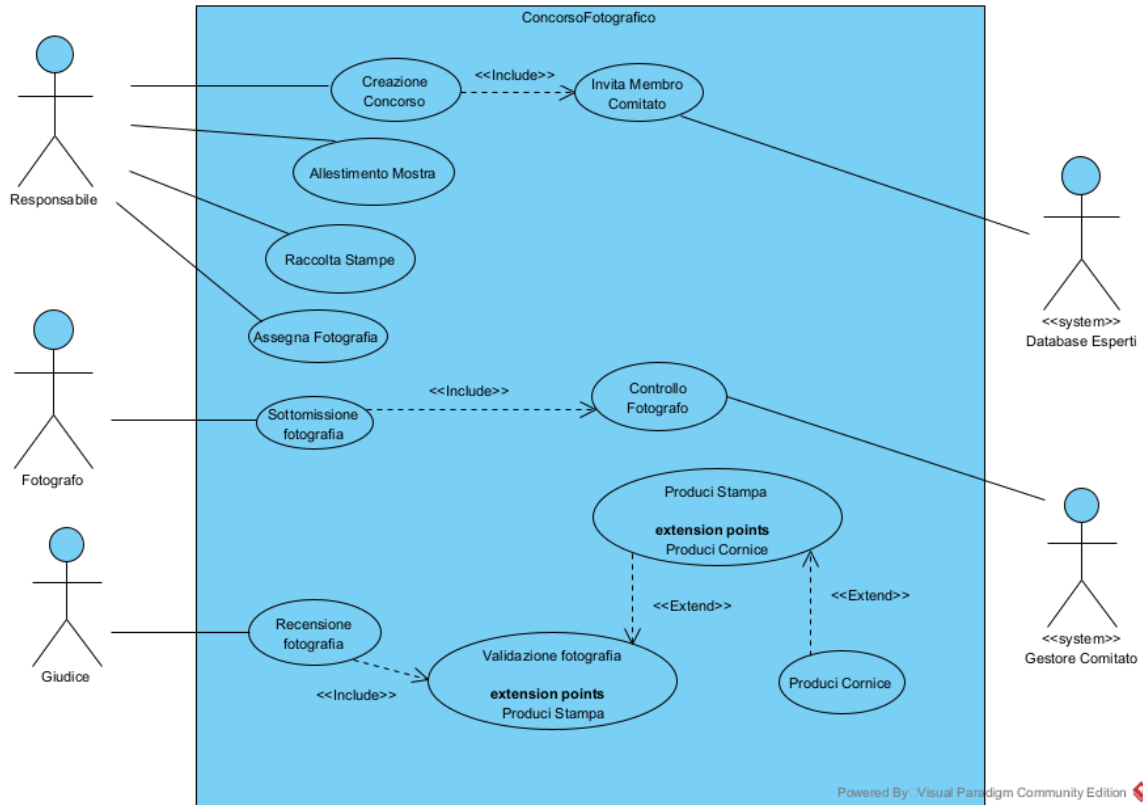 ConcorsoFotografico
Responsabile
Creazione
Concorso
<<Include>>
Invita Membro
Comitato
Allestimento Mostra
Raccolta Stampe
Assegna Fotografia
<<system>>
Database Esperti
Fotografo
Sottomissione
fotografia
<<Include>>
Controllo
Fotografo
Produci Stampa
extension points
Produci Cornice
<<Extend>>
<<Extend>>
Giudice
Recensione
fotografia
<<Include>>
Validazione fotografia
extension points
Produci Stampa
Produci Cornice
<<system>>
Gestore Comitato
Powered By Visual Paradigm Community Edition